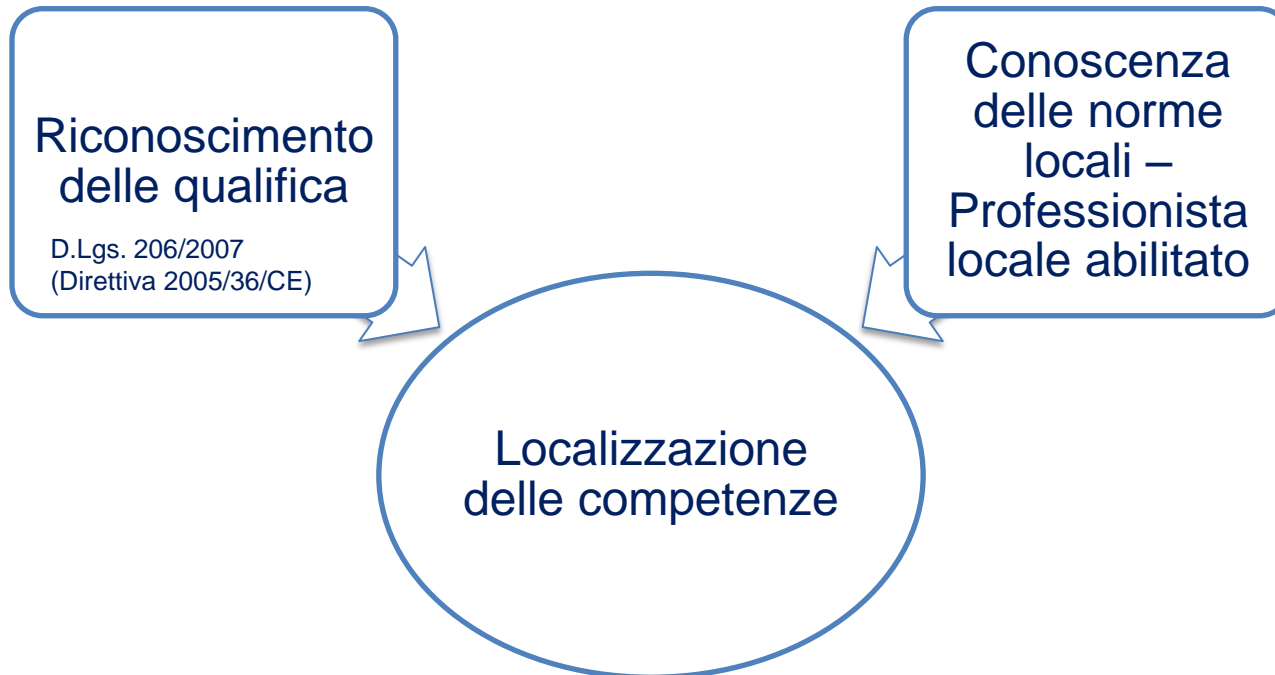 Riconoscimento
delle qualifica
D.Lgs. 206/2007
(Direttiva 2005/36/CE)
Conoscenza
delle norme
locali –
Professionista
locale abilitato
Localizzazione
delle competenze